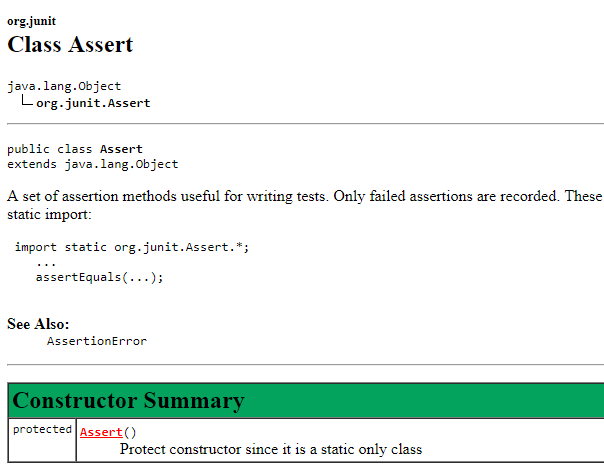 org.junit
Class Assert
java.lang.Object
org.junit.Assert
public class Assert
extends java.lang.Object
A set of assertion methods useful for writing tests. Only failed assertions are recorded. These
static import:
import static org.junit.Assert.*;
...
assertEquals(...);
See Also:
AssertionError
Constructor Summary
protected Assert()
Protect constructor since it is a static only class